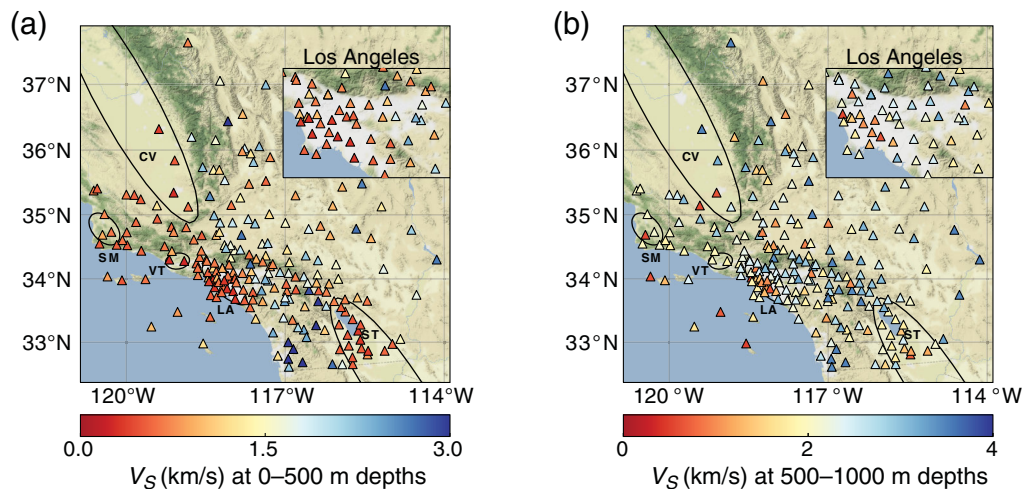 (a)
Los Angeles
37°N
36°N
35°N
34°N
33°N
CV
SM
VT
LA
ST
120°W
117°W
114°W
0.0
1.5
3.0
V_S (km/s) at 0–500 m depths
(b)
Los Angeles
37°N
36°N
35°N
34°N
33°N
CV
SM
VT
LA
ST
120°W
117°W
114°W
0
2
4
V_S (km/s) at 500–1000 m depths